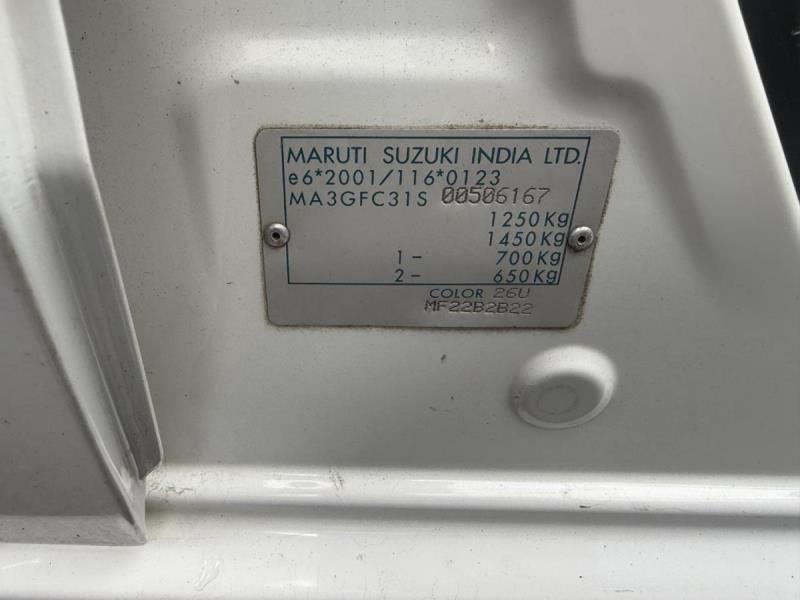 MARUTI SUZUKI INDIA LTD.
e6*2001/116*0123
MA3GFC31S 00506167
1250Kg
1450Kg
1- 700Kg
2- 650Kg
COLOR 26U
MF22B2B22